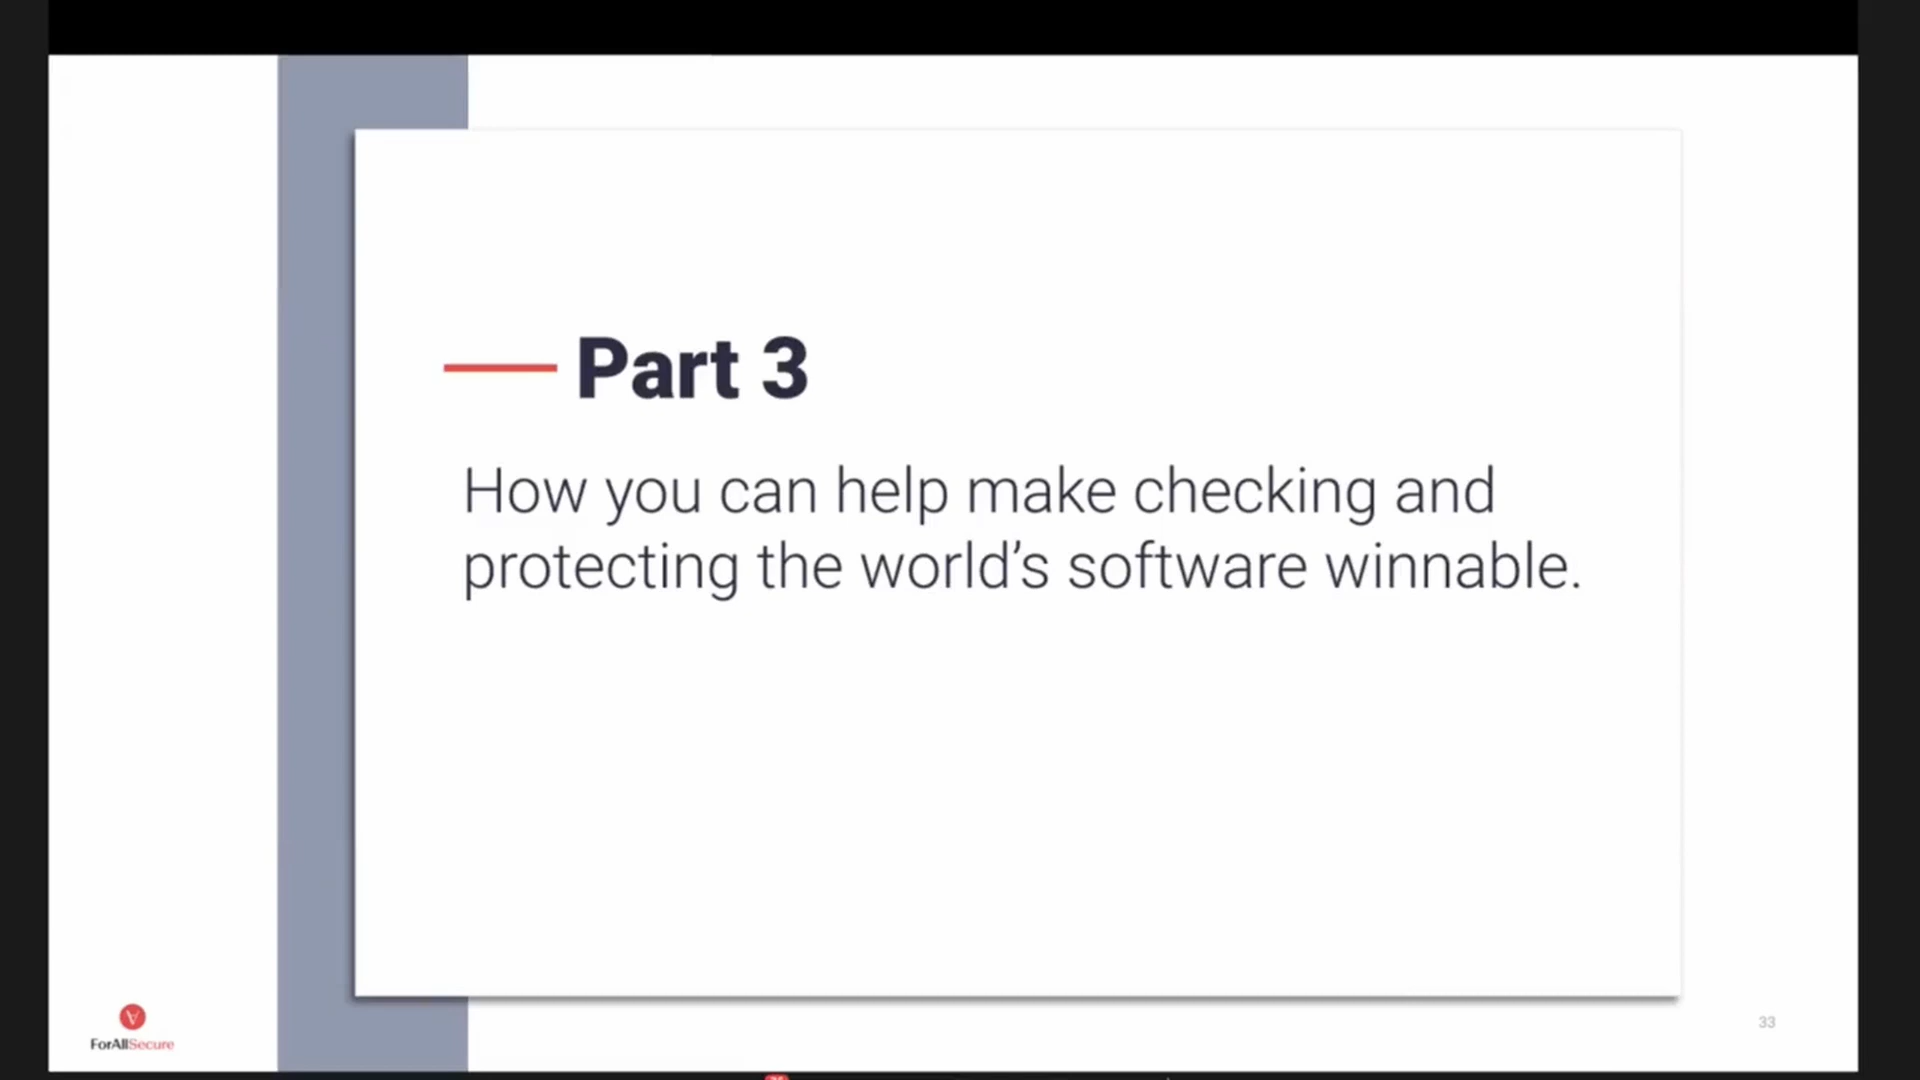 Part 3
How you can help make checking and
protecting the world’s software winnable.
ForAllSecure
33